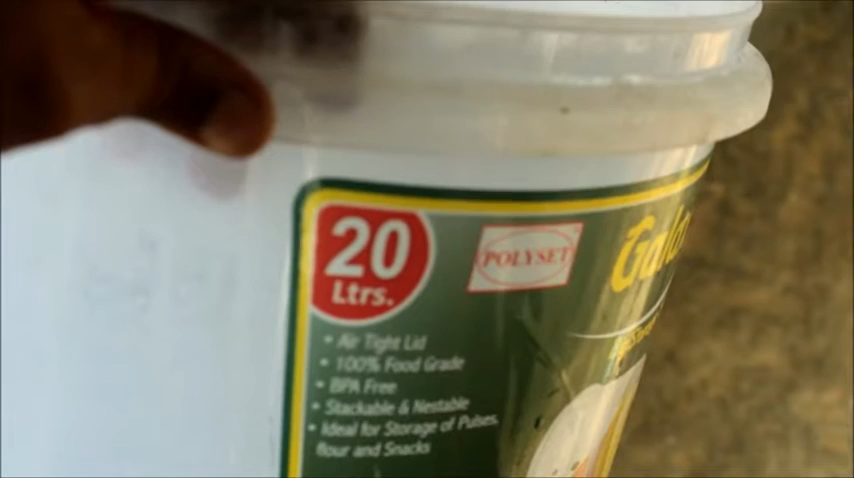 20
Ltrs.
POLYSET
• Air Tight Lid
• 100% Food Grade
• BPA Free
• Stackable & Nestable
• Ideal for Storage of Pulses,
flour and Snacks